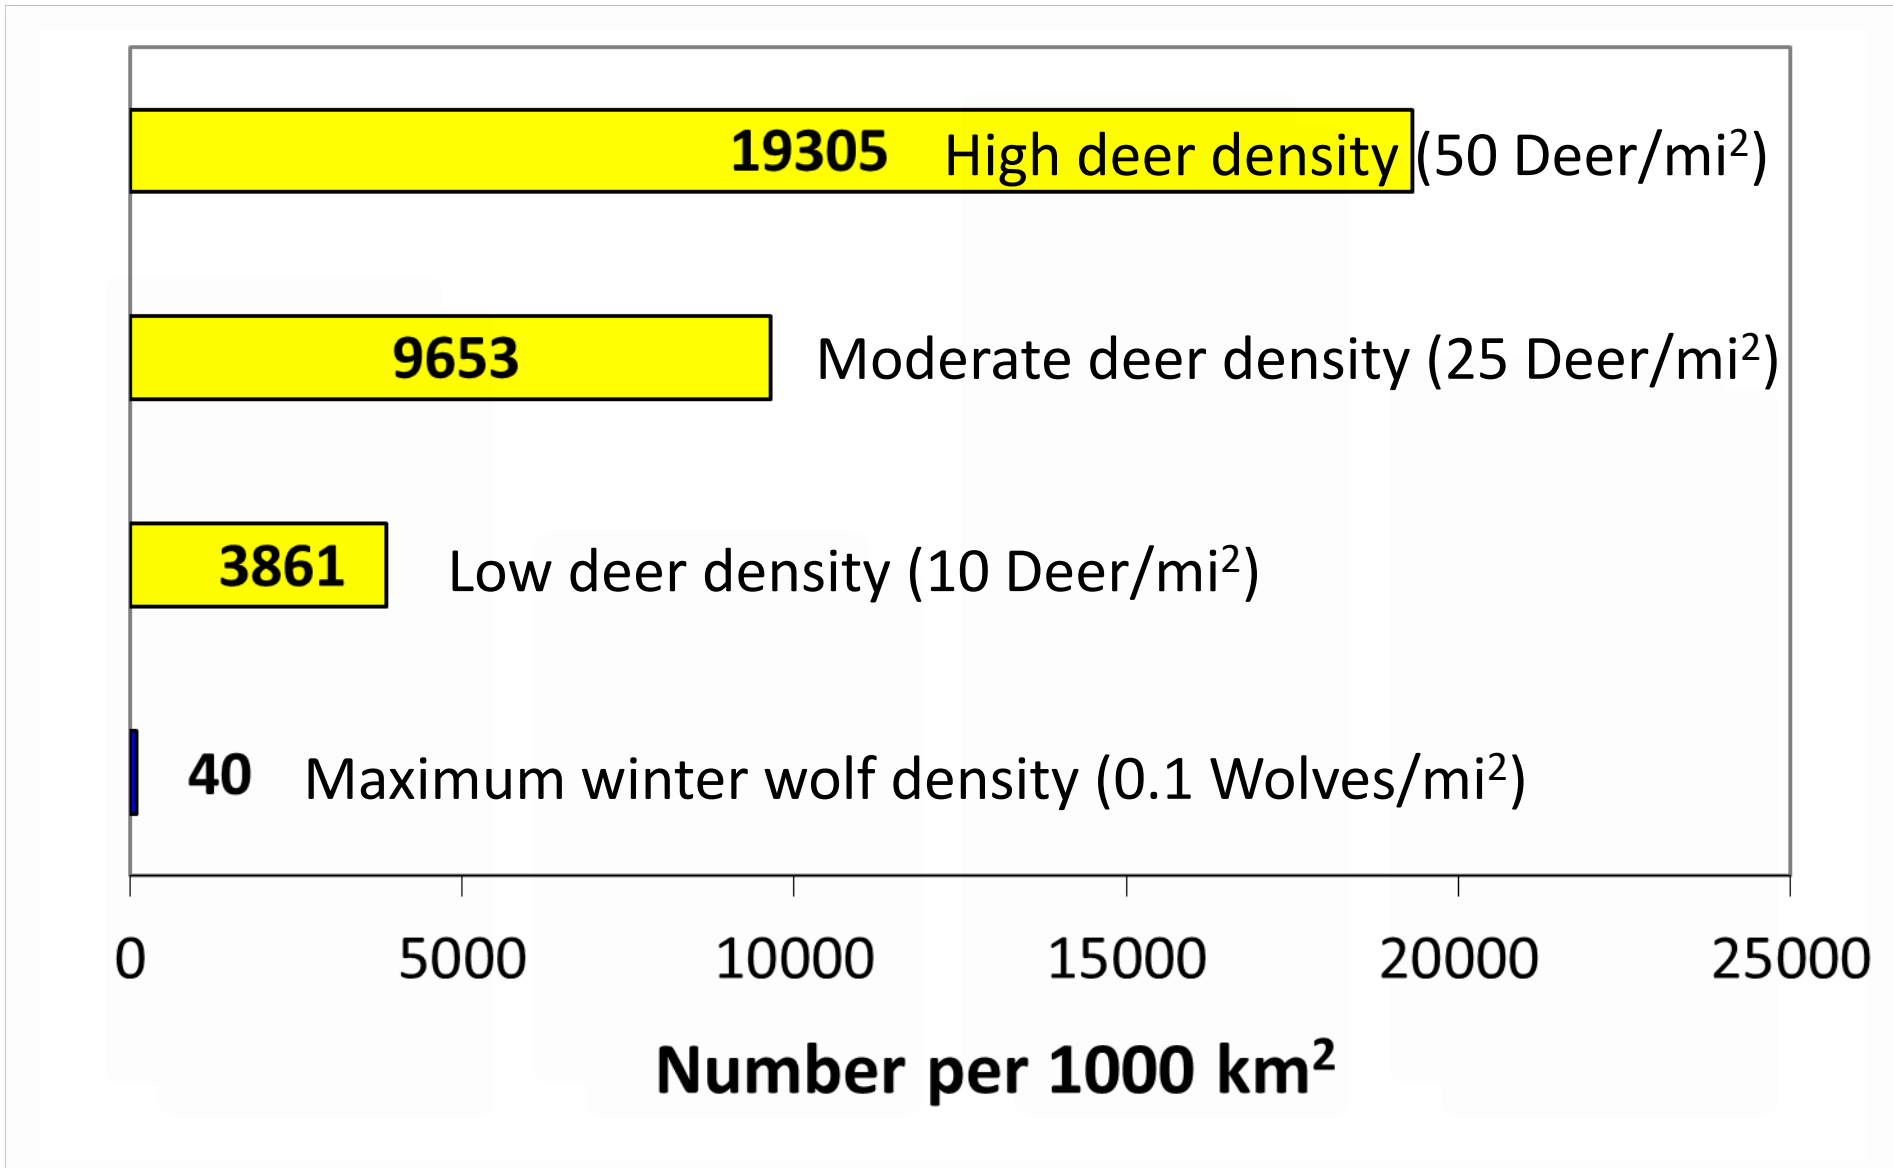 19305 High deer density (50 Deer/mi²)
9653 Moderate deer density (25 Deer/mi²)
3861 Low deer density (10 Deer/mi²)
40 Maximum winter wolf density (0.1 Wolves/mi²)
0 5000 10000 15000 20000 25000
Number per 1000 km²